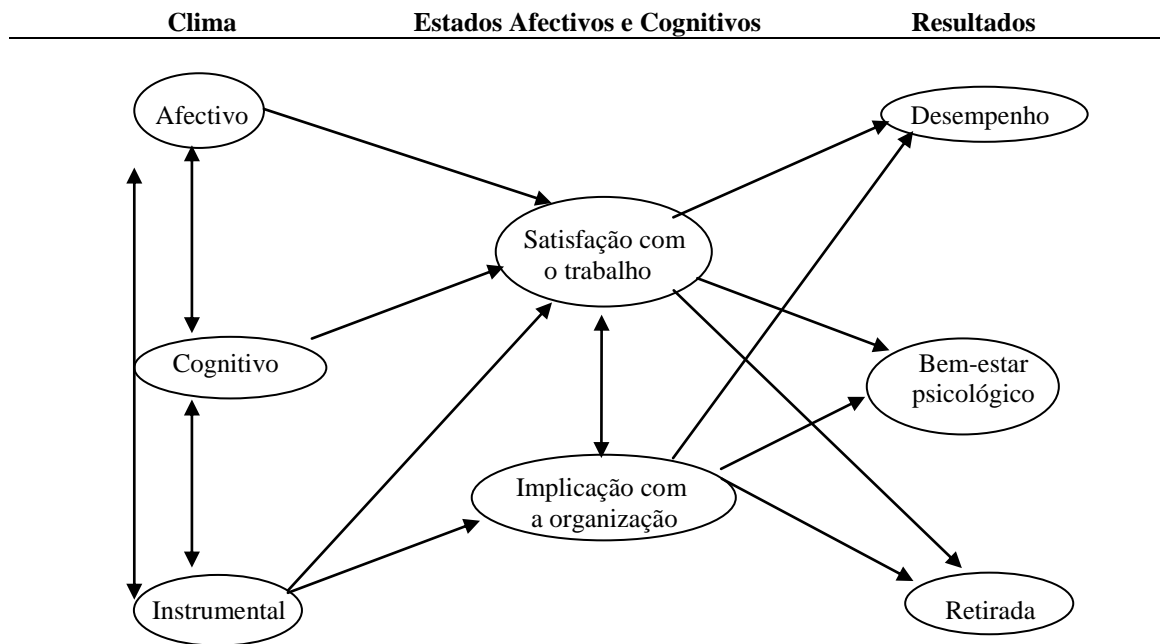 Clima Estados Afectivos e Cognitivos Resultados
Afectivo
Desempenho
Satisfação com
o trabalho
Cognitivo
Bem-estar
psicológico
Implicação com
a organização
Instrumental
Retirada